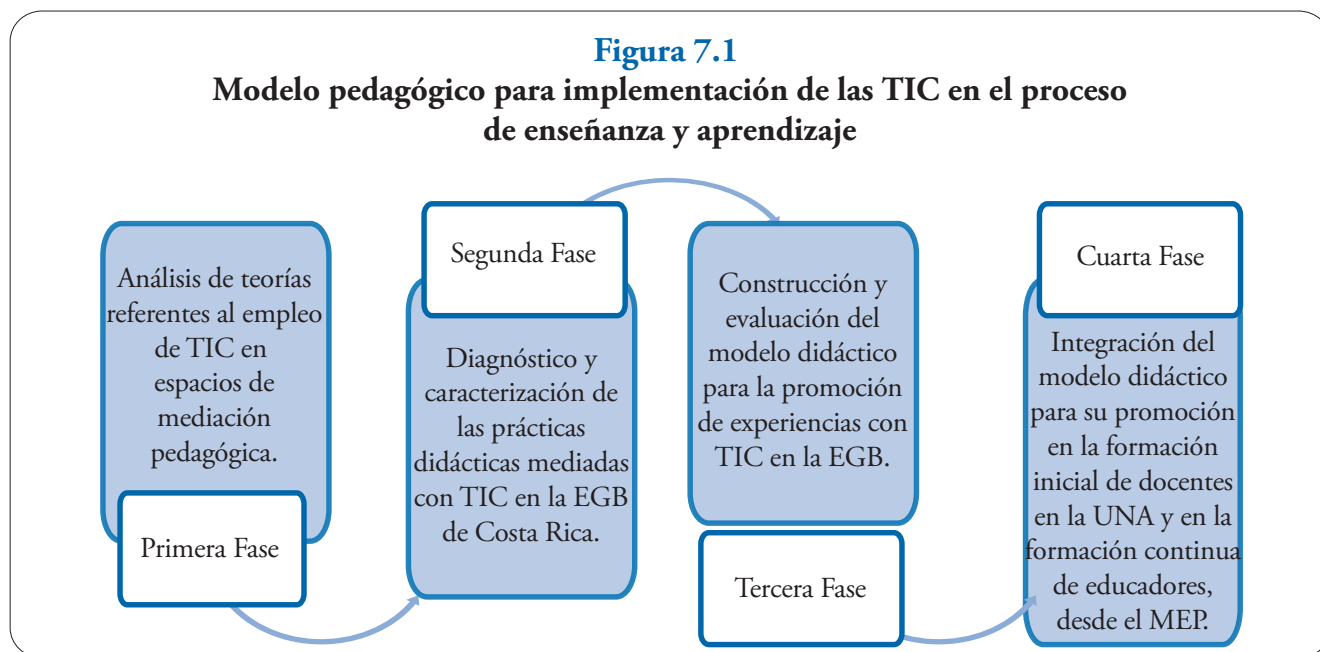 Figura 7.1
Modelo pedagógico para implementación de las TIC en el proceso
de enseñanza y aprendizaje
Análisis de teorías
referentes al empleo
de TIC en
espacios de
mediación
pedagógica.
Primera Fase
Segunda Fase
Diagnóstico y
caracterización de
las prácticas
didácticas mediadas
con TIC en la EGB
de Costa Rica.
Construcción y
evaluación del
modelo didáctico
para la promoción
de experiencias con
TIC en la EGB.
Tercera Fase
Cuarta Fase
Integración del
modelo didáctico
para su promoción
en la formación
inicial de docentes
en la UNA y en la
formación continua
de educadores,
desde el MEP.